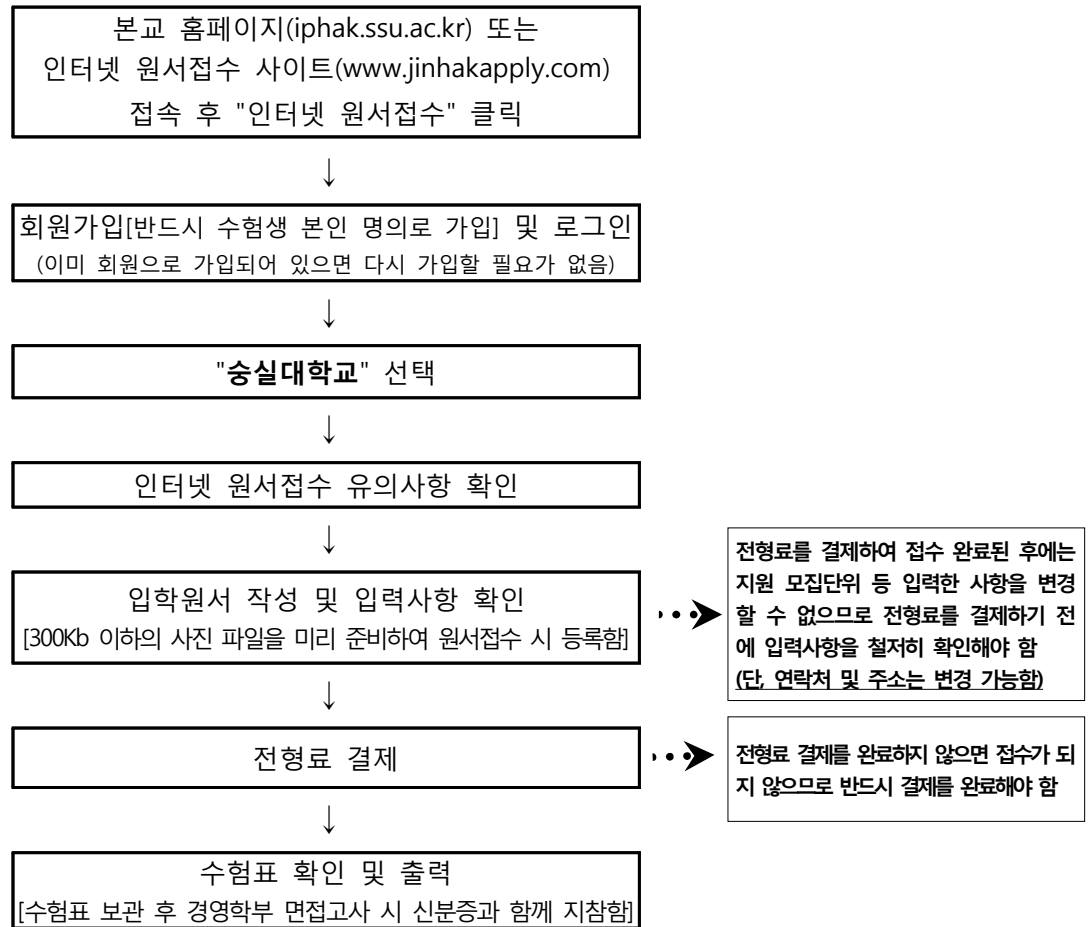 본교 홈페이지(iphak.ssu.ac.kr) 또는
인터넷 원서접수 사이트(www.jinhakapply.com)
접속 후 "인터넷 원서접수" 클릭
↓
회원가입[반드시 수험생 본인 명의로 가입] 및 로그인
(이미 회원으로 가입되어 있으면 다시 가입할 필요가 없음)
↓
"숭실대학교" 선택
↓
인터넷 원서접수 유의사항 확인
↓
입학원서 작성 및 입력사항 확인
[300Kb 이하의 사진 파일을 미리 준비하여 원서접수 시 등록함]
전형료를 결제하여 접수 완료된 후에는
지원 모집단위 등 입력한 사항을 변경
할 수 없으므로 전형료를 결제하기 전
에 입력사항을 철저히 확인해야 함
(단, 연락처 및 주소는 변경 가능함)
↓
전형료 결제
전형료 결제를 완료하지 않으면 접수가 되
지 않으므로 반드시 결제를 완료해야 함
↓
수험표 확인 및 출력
[수험표 보관 후 경영학부 면접고사 시 신분증과 함께 지참함]